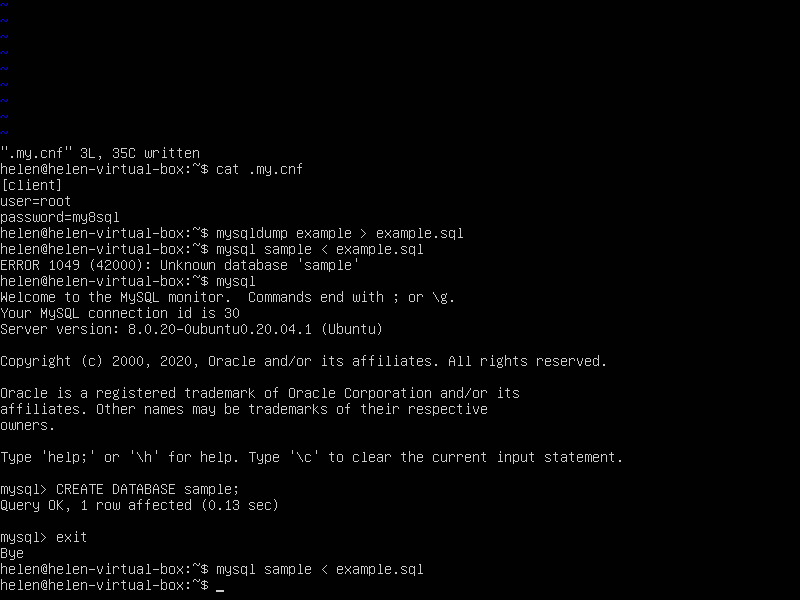 ~
~
~
~
~
~
~
~
~
".my.cnf" 3L, 35C written
helen@helen-virtual-box:~$ cat .my.cnf
[client]
user=root
password=my8sql
helen@helen-virtual-box:~$ mysqldump example > example.sql
helen@helen-virtual-box:~$ mysql sample < example.sql
ERROR 1049 (42000): Unknown database 'sample'
helen@helen-virtual-box:~$ mysql
Welcome to the MySQL monitor.  Commands end with ; or \g.
Your MySQL connection id is 30
Server version: 8.0.20-0ubuntu0.20.04.1 (Ubuntu)
Copyright (c) 2000, 2020, Oracle and/or its affiliates. All rights reserved.
Oracle is a registered trademark of Oracle Corporation and/or its
affiliates. Other names may be trademarks of their respective
owners.
Type 'help;' or '\h' for help. Type '\c' to clear the current input statement.
mysql> CREATE DATABASE sample;
Query OK, 1 row affected (0.13 sec)
mysql> exit
Bye
helen@helen-virtual-box:~$ mysql sample < example.sql
helen@helen-virtual-box:~$ _